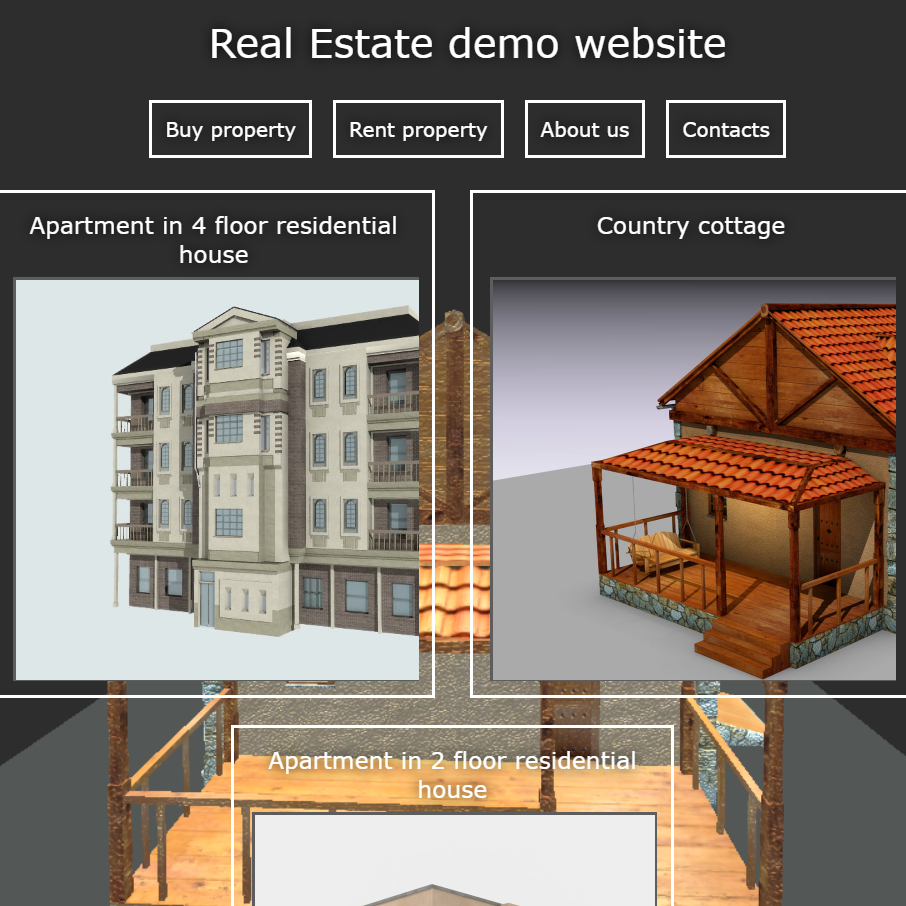 Real Estate demo website
Buy property
Rent property
About us
Contacts
Apartment in 4 floor residential
house
Country cottage
Apartment in 2 floor residential
house